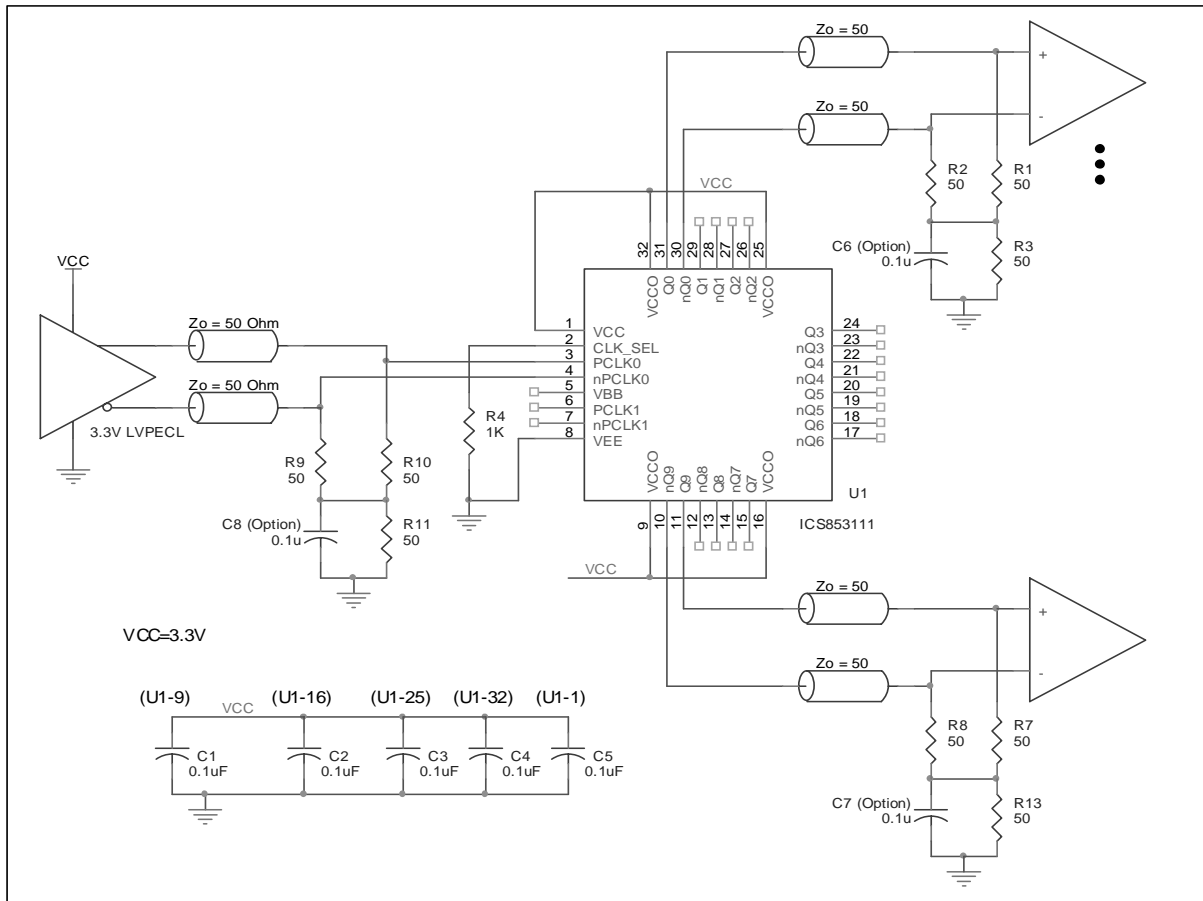 Zo = 50
+
Zo = 50
-
R2
50
R1
50
C6 (Option)
0.1u
R3
50
VCC
32
31
30
29
28
27
26
25
VCCO
Q0
nQ0
Q1
nQ1
Q2
nQ2
VCCO
VCC
Zo = 50 Ohm
Zo = 50 Ohm
3.3V LVPECL
R9
50
R10
50
C8 (Option)
0.1u
R11
50
R4
1K
1
VCC
2
CLK_SEL
3
PCLK0
4
nPCLK0
5
VBB
6
PCLK1
7
nPCLK1
8
VEE
Q3
24
nQ3
23
Q4
22
nQ4
21
Q5
20
nQ5
19
Q6
18
nQ6
17
VCCO
nQ9
Q9
nQ8
Q8
nQ7
Q7
VCCO
9
10
11
12
13
14
15
16
U1
ICS853111
VCC
Zo = 50
+
Zo = 50
-
R8
50
R7
50
C7 (Option)
0.1u
R13
50
VCC=3.3V
(U1-9)
(U1-16)
(U1-25)
(U1-32)
(U1-1)
VCC
C1
0.1uF
C2
0.1uF
C3
0.1uF
C4
0.1uF
C5
0.1uF